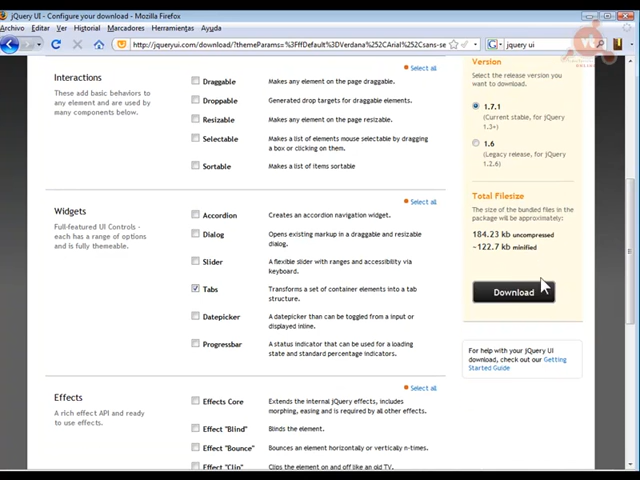 jQuery UI - Configure your download - Mozilla Firefox
Archivo Editar Ver Historial Marcadores Herramientas Ayuda
http://jqueryui.com/download/?themeParams=%3FffDefault%3DVerdana%252CArial%252Csans-se
jquery ui
Select all
Interactions
These add basic behaviors to
any element and are used by
many components below.
Draggable Makes any element on the page draggable.
Droppable Generated drop targets for draggable elements.
Resizable Makes any element on the page resizable.
Selectable Makes a list of elements mouse selectable by dragging
a box or clicking on them.
Sortable Makes a list of items sortable
Select all
Widgets
Full-featured UI Controls -
each has a range of options
and is fully themeable.
Accordion Creates an accordion navigation widget.
Dialog Opens existing markup in a draggable and resizable
dialog.
Slider A flexible slider with ranges and accessibility via
keyboard.
Tabs Transforms a set of container elements into a tab
structure.
Datepicker A datepicker than can be toggled from a input or
displayed inline.
Progressbar A status indicator that can be used for a loading
state and standard percentage indicators.
Select all
Effects
A rich effect API and ready
to use effects.
Effects Core Extends the internal jQuery effects, includes
morphing, easing and is required by all other effects.
Effect "Blind" Blinds the element.
Effect "Bounce" Bounces an element horizontally or vertically n-times.
Effect "Clip" Clips the element on and off like an old TV.
Version
Select the release version you
want to download.
1.7.1
(Current stable, for jQuery
1.3+)
1.6
(Legacy release, for jQuery
1.2.6)
Total Filesize
The size of the bundled files in the
package will be approximately:
184.23 kb uncompressed
~122.7 kb minified
Download
For help with your jQuery UI
download, check out our Getting
Started Guide